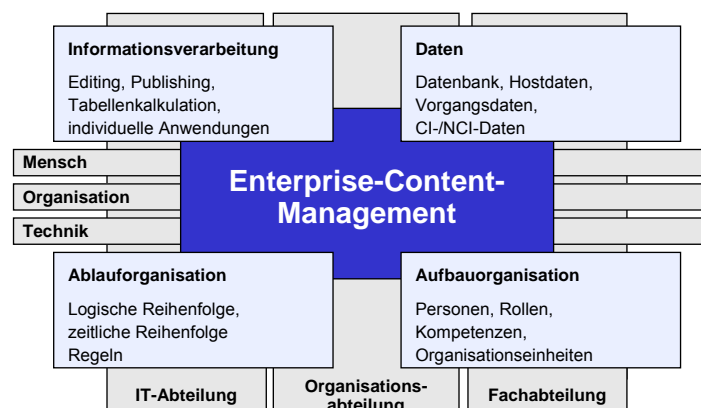 Informationsverarbeitung
Editing, Publishing,
Tabellenkalkulation,
individuelle Anwendungen
Daten
Datenbank, Hostdaten,
Vorgangsdaten,
CI-/NCI-Daten
Mensch
Organisation
Technik
Enterprise-Content-
Management
Ablauforganisation
Logische Reihenfolge,
zeitliche Reihenfolge
Regeln
Aufbauorganisation
Personen, Rollen,
Kompetenzen,
Organisationseinheiten
IT-Abteilung
Organisations-
abteilung
Fachabteilung